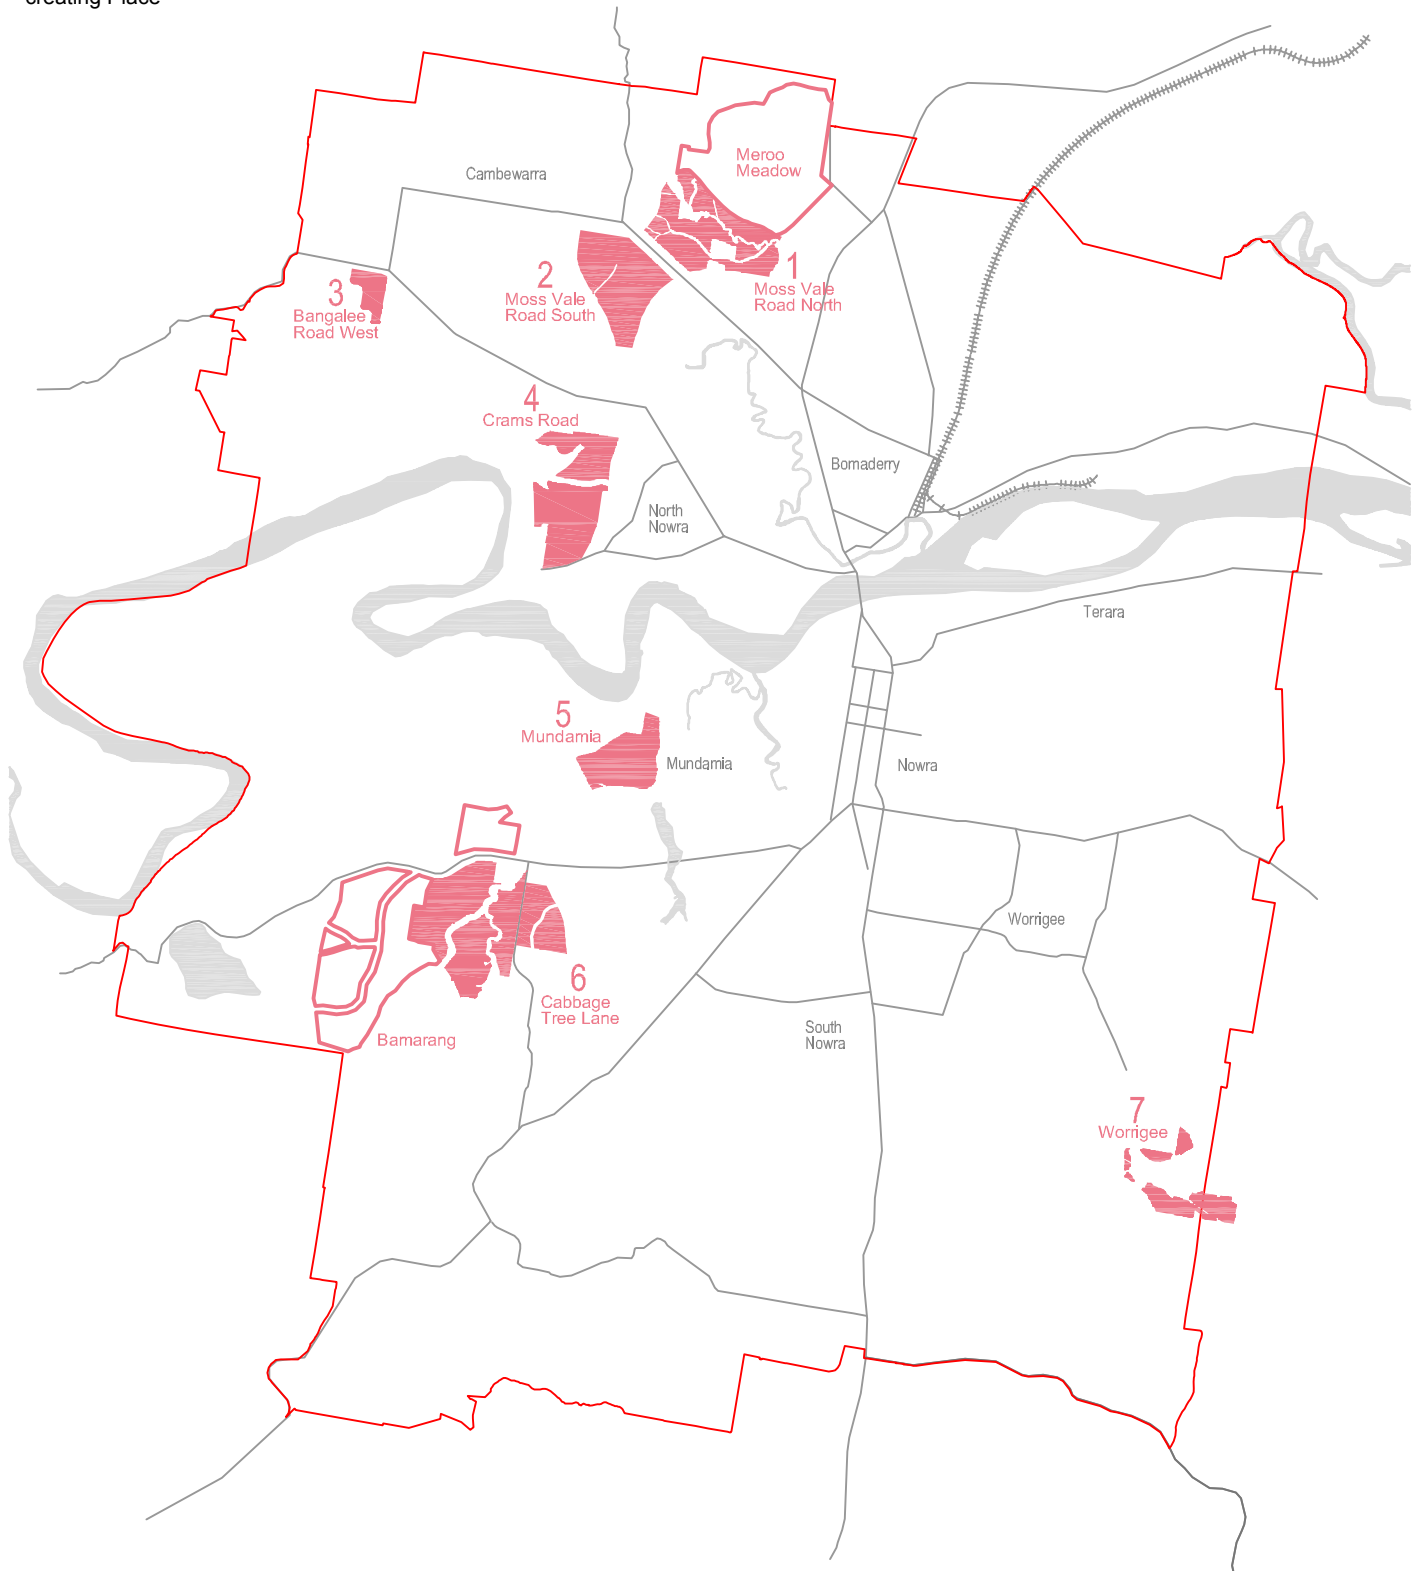 creating Place
Cambewarra
Meroo
Meadow
1
Moss Vale
Road North
2
Moss Vale
Road South
3
Bangalee
Road West
4
Crams Road
Bomaderry
North
Nowra
Terara
5
Mundamia
Mundamia
Nowra
Worrigee
6
Cabbage
Tree Lane
Bamarang
South
Nowra
7
Worrigee